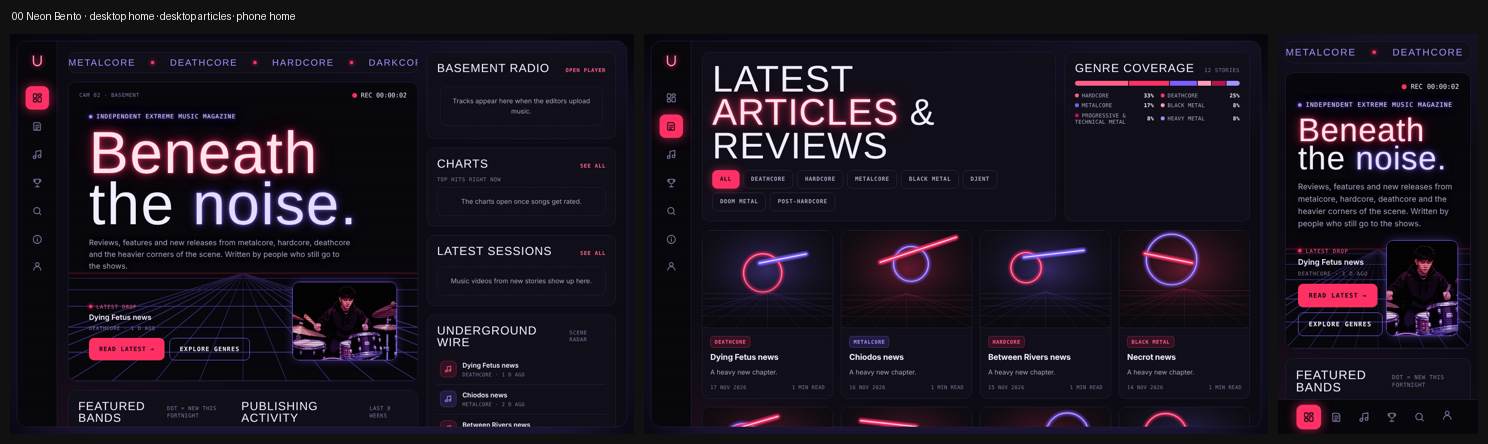 00 Neon Bento · desktop home · desktop articles · phone home
U
METALCORE DEATHCORE HARDCORE DARKCOR
CAM 02 · BASEMENT
REC 00:00:02
INDEPENDENT EXTREME MUSIC MAGAZINE
Beneath
the noise.
Reviews, features and new releases from metalcore, hardcore, deathcore
and the heavier corners of the scene. Written by people who still go to
the shows.
LATEST DROP
Dying Fetus news
DEATHCORE · 1 D AGO
READ LATEST →
EXPLORE GENRES
FEATURED
BANDS
DOT = NEW THIS
FORTNIGHT
PUBLISHING
ACTIVITY
LAST 8
WEEKS
BASEMENT RADIO
OPEN PLAYER
Tracks appear here when the editors upload
music.
CHARTS
SEE ALL
TOP HITS RIGHT NOW
The charts open once songs get rated.
LATEST SESSIONS
SEE ALL
Music videos from new stories show up here.
UNDERGROUND
WIRE
SCENE
RADAR
Dying Fetus news
DEATHCORE · 1 D AGO
Chiodos news
METALCORE · 2 D AGO
Between Rivers news
U
LATEST
ARTICLES &
REVIEWS
ALL
DEATHCORE
HARDCORE
METALCORE
BLACK METAL
DJENT
DOOM METAL
POST-HARDCORE
GENRE COVERAGE
12 STORIES
HARDCORE 33%
DEATHCORE 25%
METALCORE 17%
BLACK METAL 8%
PROGRESSIVE &
TECHNICAL METAL 8%
HEAVY METAL 8%
DEATHCORE
Dying Fetus news
A heavy new chapter.
17 NOV 2026
1 MIN READ
METALCORE
Chiodos news
A heavy new chapter.
16 NOV 2026
1 MIN READ
HARDCORE
Between Rivers news
A heavy new chapter.
15 NOV 2026
1 MIN READ
BLACK METAL
Necrot news
A heavy new chapter.
14 NOV 2026
1 MIN READ
METALCORE DEATHCORE
REC 00:00:02
INDEPENDENT EXTREME MUSIC MAGAZINE
Beneath
the noise.
Reviews, features and new releases from
metalcore, hardcore, deathcore and the
heavier corners of the scene. Written by
people who still go to the shows.
LATEST DROP
Dying Fetus news
DEATHCORE · 1 D AGO
READ LATEST →
EXPLORE GENRES
FEATURED
BANDS
DOT = NEW THIS
FORTNIGHT